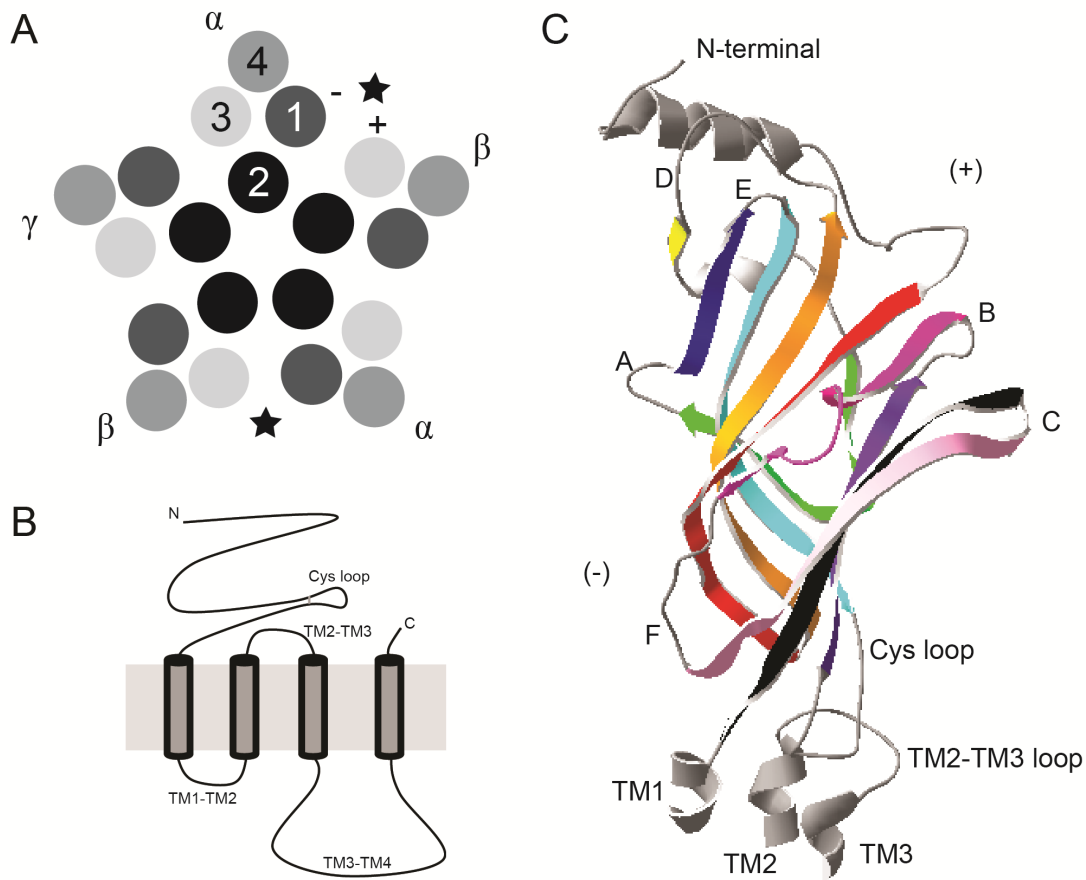 A
α
4
3
1
-
+
2
β
γ
β
α
B
N
Cys loop
TM2-TM3
C
TM1-TM2
TM3-TM4
C
N-terminal
D
E
(+)
B
A
C
(-)
F
Cys loop
TM2-TM3 loop
TM1
TM2
TM3